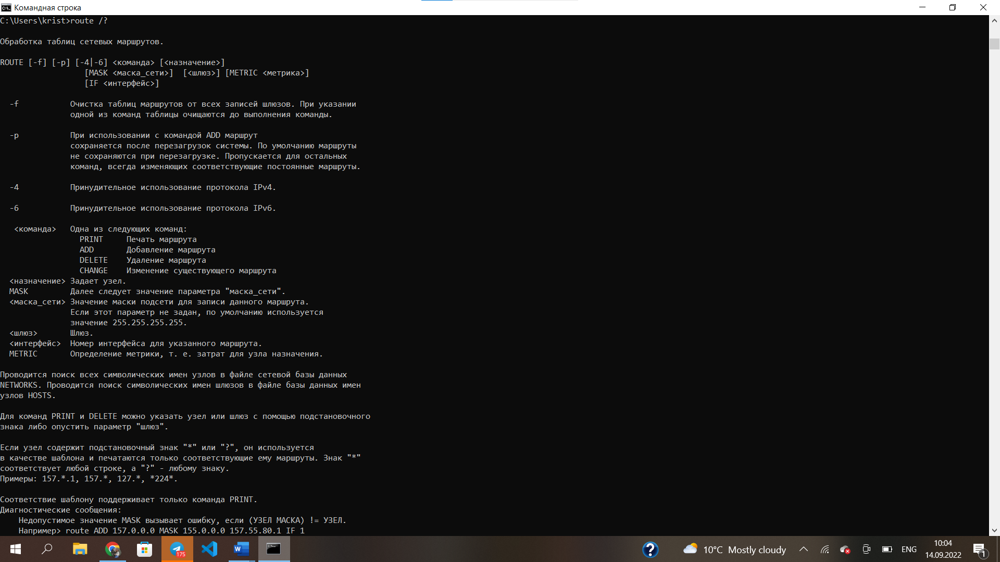 Командная строка
C:\Users\krist>route /?
Обработка таблиц сетевых маршрутов.
ROUTE [-f] [-p] [-4|-6] <команда> [<назначение>]
[MASK <маска_сети>]  [<шлюз>] [METRIC <метрика>]
[IF <интерфейс>]
-f Очистка таблиц маршрутов от всех записей шлюзов. При указании
одной из команд таблицы очищаются до выполнения команды.
-p При использовании с командой ADD маршрут
сохраняется после перезагрузок системы. По умолчанию маршруты
не сохраняются при перезагрузке. Пропускается для остальных
команд, всегда изменяющих соответствующие постоянные маршруты.
-4 Принудительное использование протокола IPv4.
-6 Принудительное использование протокола IPv6.
<команда> Одна из следующих команд:
PRINT Печать маршрута
ADD Добавление маршрута
DELETE Удаление маршрута
CHANGE Изменение существующего маршрута
<назначение> Задает узел.
MASK Далее следует значение параметра "маска_сети".
<маска_сети> Значение маски подсети для записи данного маршрута.
Если этот параметр не задан, по умолчанию используется
значение 255.255.255.255.
<шлюз> Шлюз.
<интерфейс> Номер интерфейса для указанного маршрута.
METRIC Определение метрики, т. е. затрат для узла назначения.
Проводится поиск всех символических имен узлов в файле сетевой базы данных
NETWORKS. Проводится поиск символических имен шлюзов в файле базы данных имен
узлов HOSTS.
Для команд PRINT и DELETE можно указать узел или шлюз с помощью подстановочного
знака либо опустить параметр "шлюз".
Если узел содержит подстановочный знак "*" или "?", он используется
в качестве шаблона и печатаются только соответствующие ему маршруты. Знак "*"
соответствует любой строке, а "?" - любому знаку.
Примеры: 157.*.1, 157.*, 127.*, *224*.
Соответствие шаблону поддерживает только команда PRINT.
Диагностические сообщения:
Недопустимое значение MASK вызывает ошибку, если (УЗЕЛ МАСКА) != УЗЕЛ.
Например> route ADD 157.0.0.0 MASK 155.0.0.0 157.55.80.1 IF 1
175
10°C Mostly cloudy
ENG
10:04
14.09.2022
1